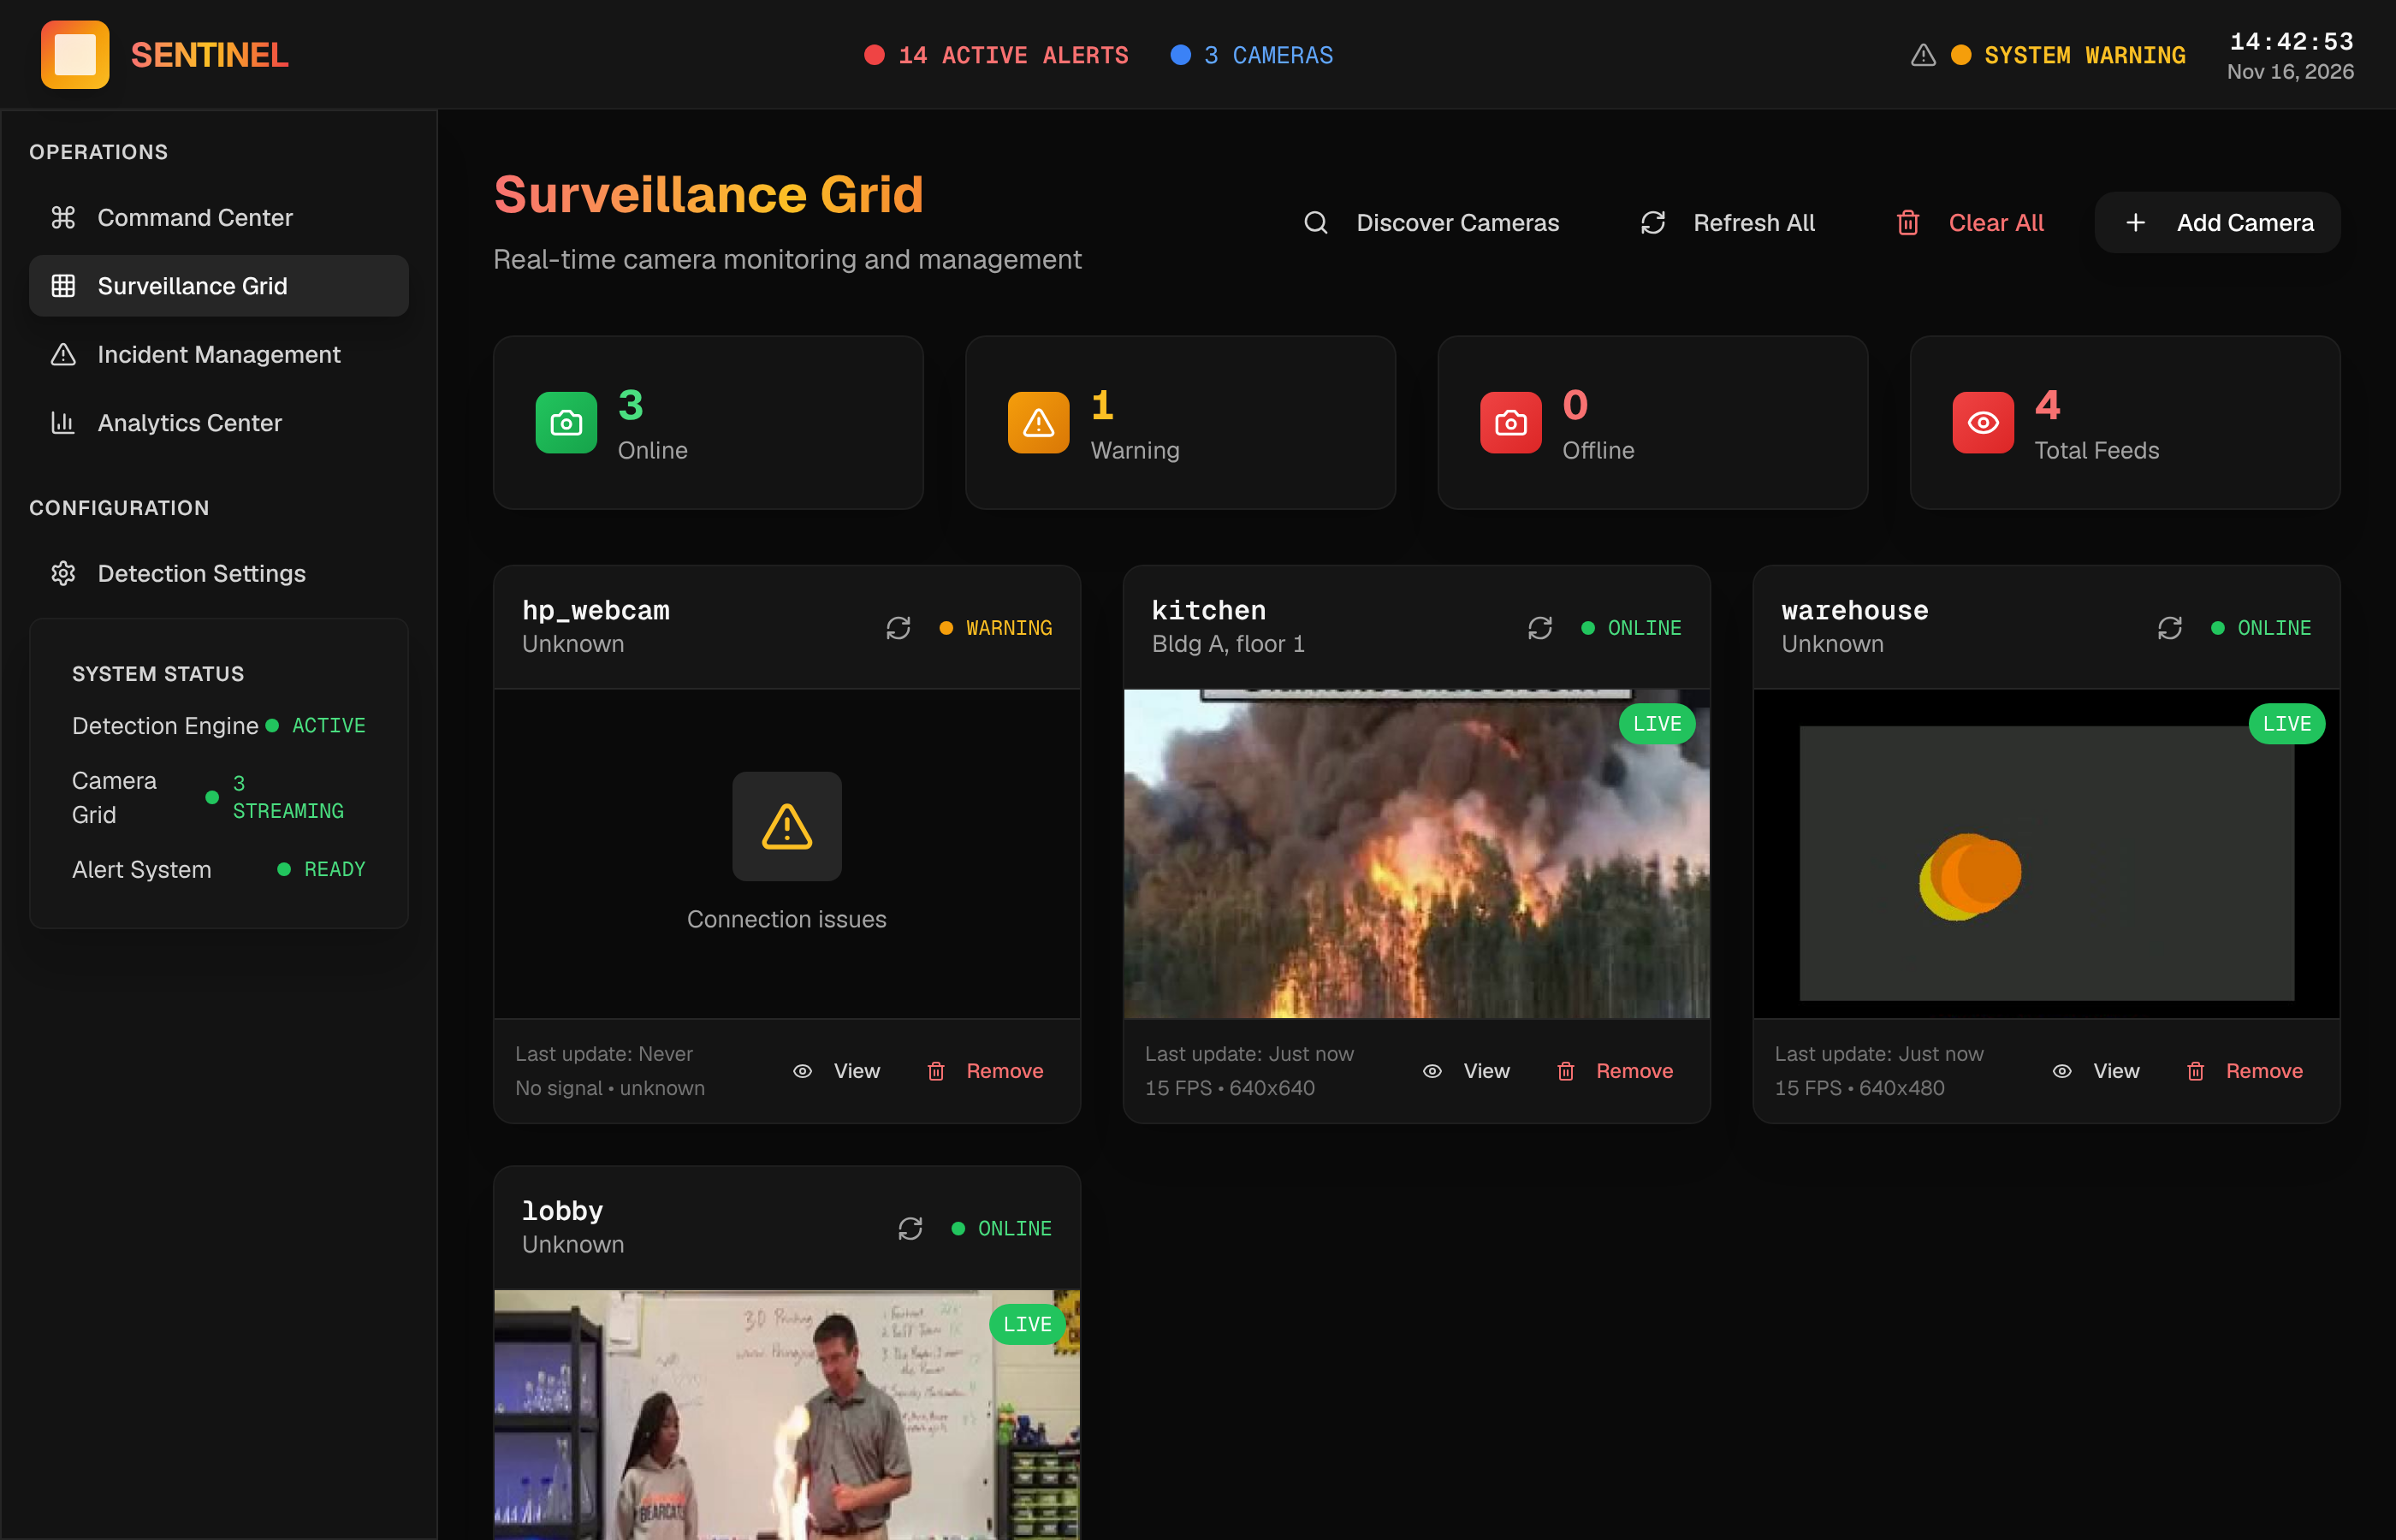 SENTINEL
14 ACTIVE ALERTS
3 CAMERAS
SYSTEM WARNING
14:42:53
Nov 16, 2026
OPERATIONS
Command Center
Surveillance Grid
Incident Management
Analytics Center
CONFIGURATION
Detection Settings
SYSTEM STATUS
Detection Engine ACTIVE
Camera Grid
3 STREAMING
Alert System READY
Surveillance Grid
Real-time camera monitoring and management
Discover Cameras
Refresh All
Clear All
Add Camera
3
Online
1
Warning
0
Offline
4
Total Feeds
hp_webcam
Unknown
WARNING
Connection issues
Last update: Never
No signal • unknown
View
Remove
kitchen
Bldg A, floor 1
ONLINE
LIVE
Last update: Just now
15 FPS • 640x640
View
Remove
warehouse
Unknown
ONLINE
LIVE
Last update: Just now
15 FPS • 640x480
View
Remove
lobby
Unknown
ONLINE
LIVE
3D Printing
BEARCATS